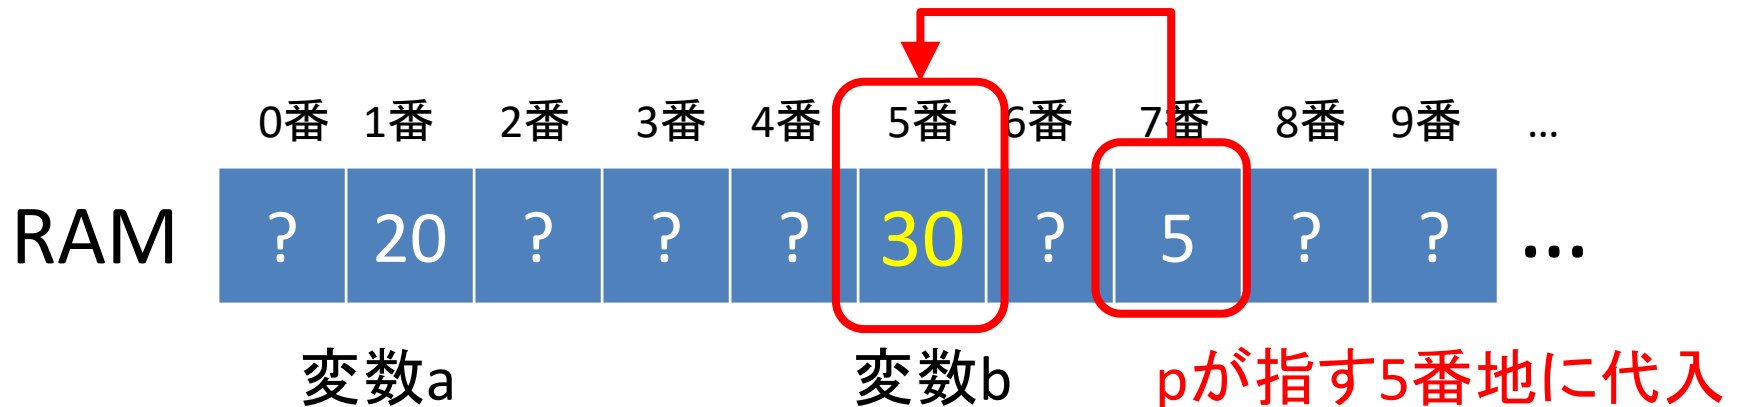 0番 1番 2番 3番 4番 5番 6番 7番 8番 9番 ...
RAM ? 20 ? ? ? 30 ? 5 ? ? ...
変数a 変数b pが指す5番地に代入